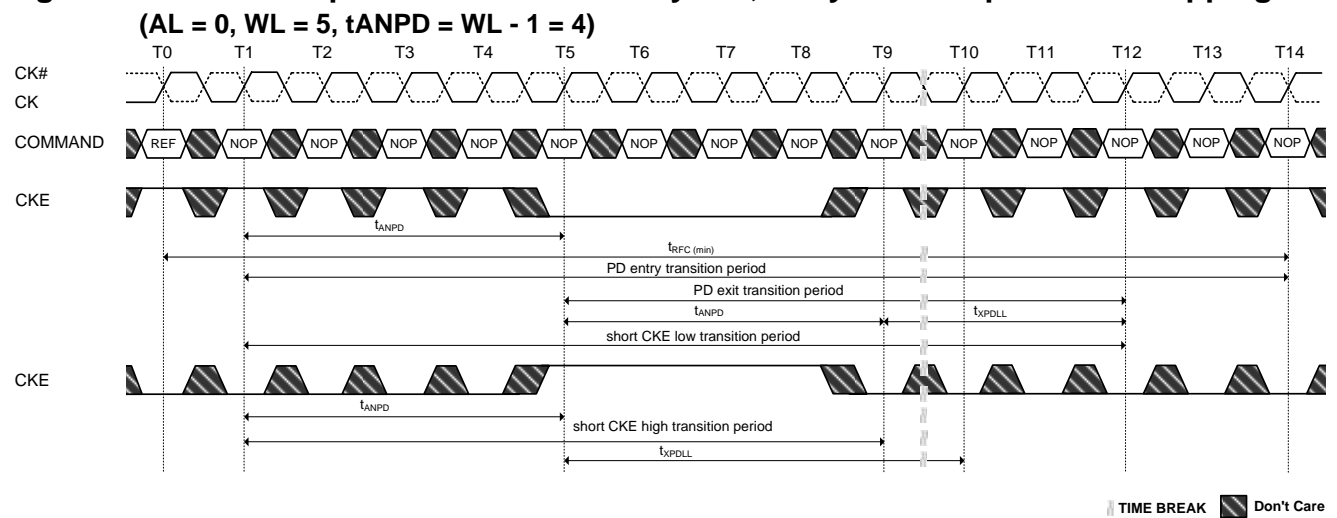 (AL = 0, WL = 5, tANPD = WL - 1 = 4)
T0 T1 T2 T3 T4 T5 T6 T7 T8 T9 T10 T11 T12 T13 T14
CK#
CK
COMMAND REF NOP NOP NOP NOP NOP NOP NOP NOP NOP NOP NOP NOP NOP NOP
CKE
tANPD
tRFC (min)
PD entry transition period
PD exit transition period
tANPD tXPDLL
short CKE low transition period
CKE
tANPD
short CKE high transition period
tXPDLL
TIME BREAK Don't Care